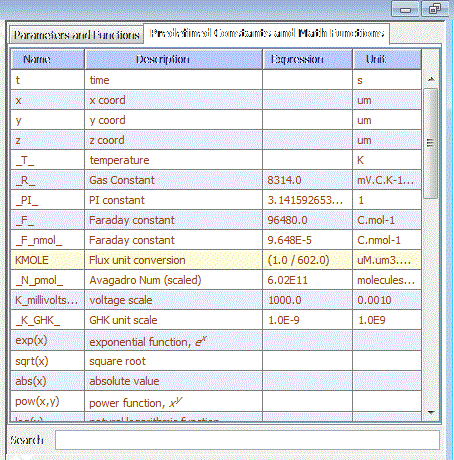 Parameters and Functions Predefined Constants and Math Functions
Name Description Expression Unit
t time s
x x coord um
y y coord um
z z coord um
_T_ temperature K
_R_ Gas Constant 8314.0 mV.C.K-1...
_PI_ PI constant 3.141592653... 1
_F_ Faraday constant 96480.0 C.mol-1
_F_nmol_ Faraday constant 9.648E-5 C.nmol-1
KMOLE Flux unit conversion (1.0 / 602.0) uM.um3....
_N_pmol_ Avagadro Num (scaled) 6.02E11 molecules...
K_millivolts... voltage scale 1000.0 0.0010
_K_GHK_ GHK unit scale 1.0E-9 1.0E9
exp(x) exponential function, eˣ
sqrt(x) square root
abs(x) absolute value
pow(x,y) power function, xʸ
log(x) natural logarithmic function
Search